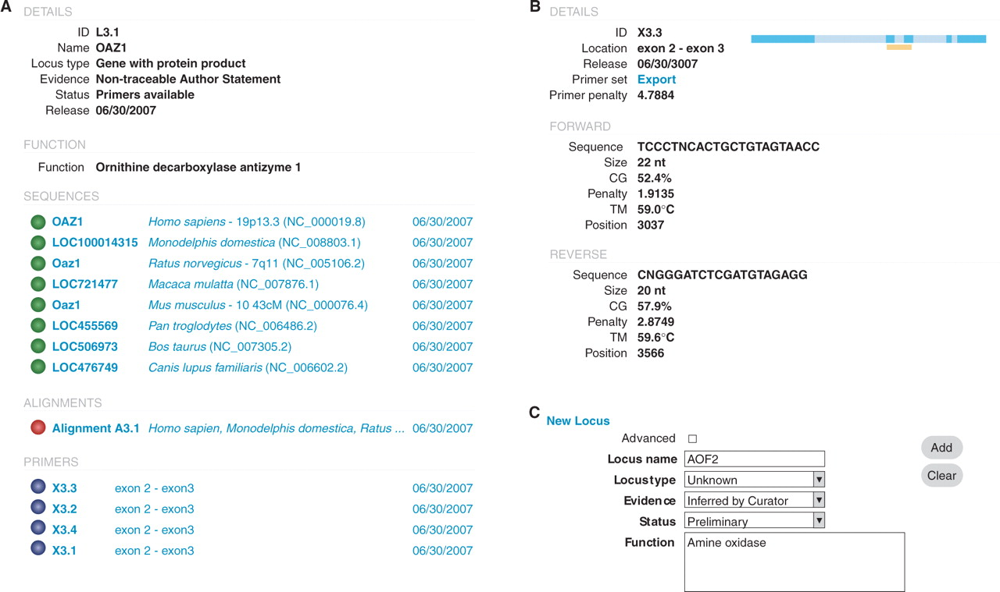 A
DETAILS
ID L3.1
Name OAZ1
Locus type Gene with protein product
Evidence Non-traceable Author Statement
Status Primers available
Release 06/30/2007
FUNCTION
Function Ornithine decarboxylase antizyme 1
SEQUENCES
OAZ1 Homo sapiens - 19p13.3 (NC_000019.8) 06/30/2007
LOC100014315 Monodelphis domestica (NC_008803.1) 06/30/2007
Oaz1 Ratus norvegicus - 7q11 (NC_005106.2) 06/30/2007
LOC721477 Macaca mulatta (NC_007876.1) 06/30/2007
Oaz1 Mus musculus - 10 43cM (NC_000076.4) 06/30/2007
LOC455569 Pan troglodytes (NC_006486.2) 06/30/2007
LOC506973 Bos taurus (NC_007305.2) 06/30/2007
LOC476749 Canis lupus familiaris (NC_006602.2) 06/30/2007
ALIGNMENTS
Alignment A3.1 Homo sapien, Monodelphis domestica, Ratus ... 06/30/2007
PRIMERS
X3.3 exon 2 - exon3 06/30/2007
X3.2 exon 2 - exon3 06/30/2007
X3.4 exon 2 - exon3 06/30/2007
X3.1 exon 2 - exon3 06/30/2007
B
DETAILS
ID X3.3
Location exon 2 - exon 3
Release 06/30/3007
Primer set Export
Primer penalty 4.7884
FORWARD
Sequence TCCCTNCACTGCTGTAGTAACC
Size 22 nt
CG 52.4%
Penalty 1.9135
TM 59.0°C
Position 3037
REVERSE
Sequence CNGGGATCTCGATGTAGAGG
Size 20 nt
CG 57.9%
Penalty 2.8749
TM 59.6°C
Position 3566
C
New Locus
Advanced
Locus name AOF2
Locus type Unknown
Evidence Inferred by Curator
Status Preliminary
Function Amine oxidase
Add
Clear